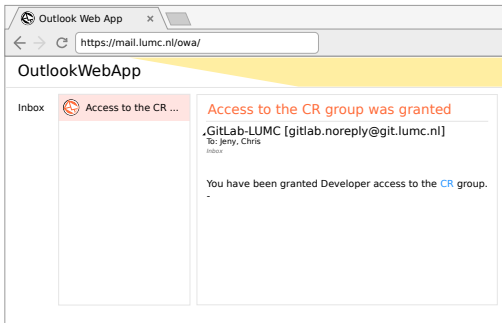 Outlook Web App ×
https://mail.lumc.nl/owa/
OutlookWebApp
Inbox
Access to the CR ...
Access to the CR group was granted
GitLab-LUMC [gitlab.noreply@git.lumc.nl]
To: Jeny, Chris
Inbox
You have been granted Developer access to the CR group.
-